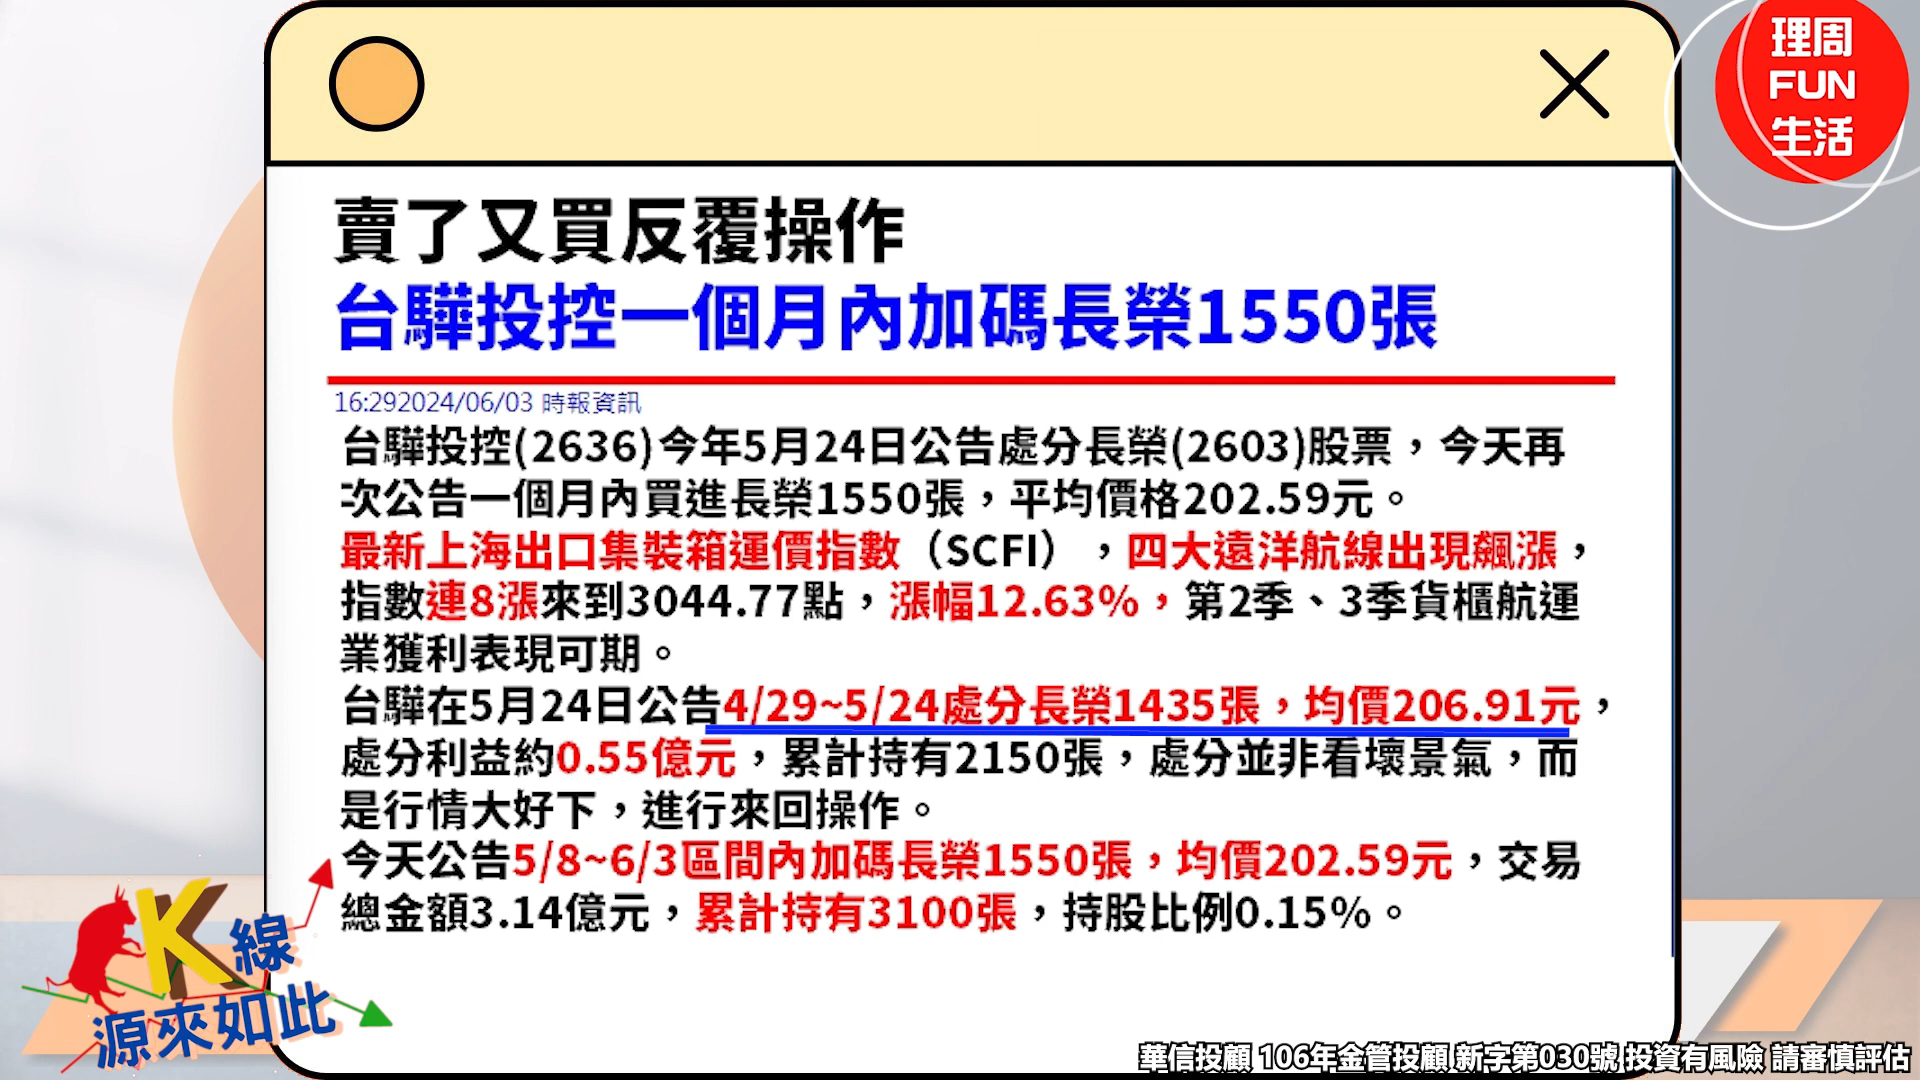 理周
FUN
生活
賣了又買反覆操作
台驊投控一個月內加碼長榮1550張
16:292024/06/03 時報資訊
台驊投控(2636)今年5月24日公告處分長榮(2603)股票，今天再
次公告一個月內買進長榮1550張，平均價格202.59元。
最新上海出口集裝箱運價指數（SCFI），四大遠洋航線出現飆漲，
指數連8漲來到3044.77點，漲幅12.63%，第2季、3季貨櫃航運
業獲利表現可期。
台驊在5月24日公告4/29~5/24處分長榮1435張，均價206.91元，
處分利益約0.55億元，累計持有2150張，處分並非看壞景氣，而
是行情大好下，進行來回操作。
今天公告5/8~6/3區間內加碼長榮1550張，均價202.59元，交易
總金額3.14億元，累計持有3100張，持股比例0.15%。
K線
源來如此
華信投顧 106年金管投顧 新字第030號 投資有風險 請審慎評估